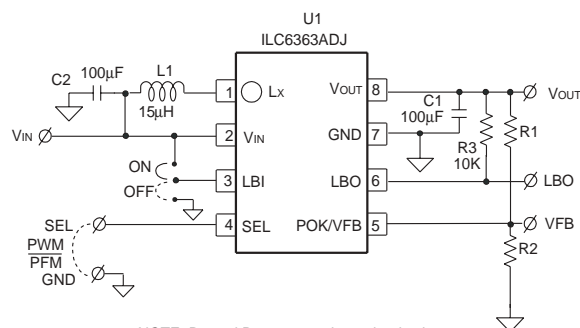 U1
ILC6363ADJ
C2
100µF
L1
15µH
1
LX
2
VIN
3
LBI
4
SEL
VOUT
8
GND
7
LBO
6
POK/VFB
5
VIN
ON
OFF
SEL
PWM
PFM
GND
C1
100µF
R3
10K
R1
R2
VOUT
LBO
VFB